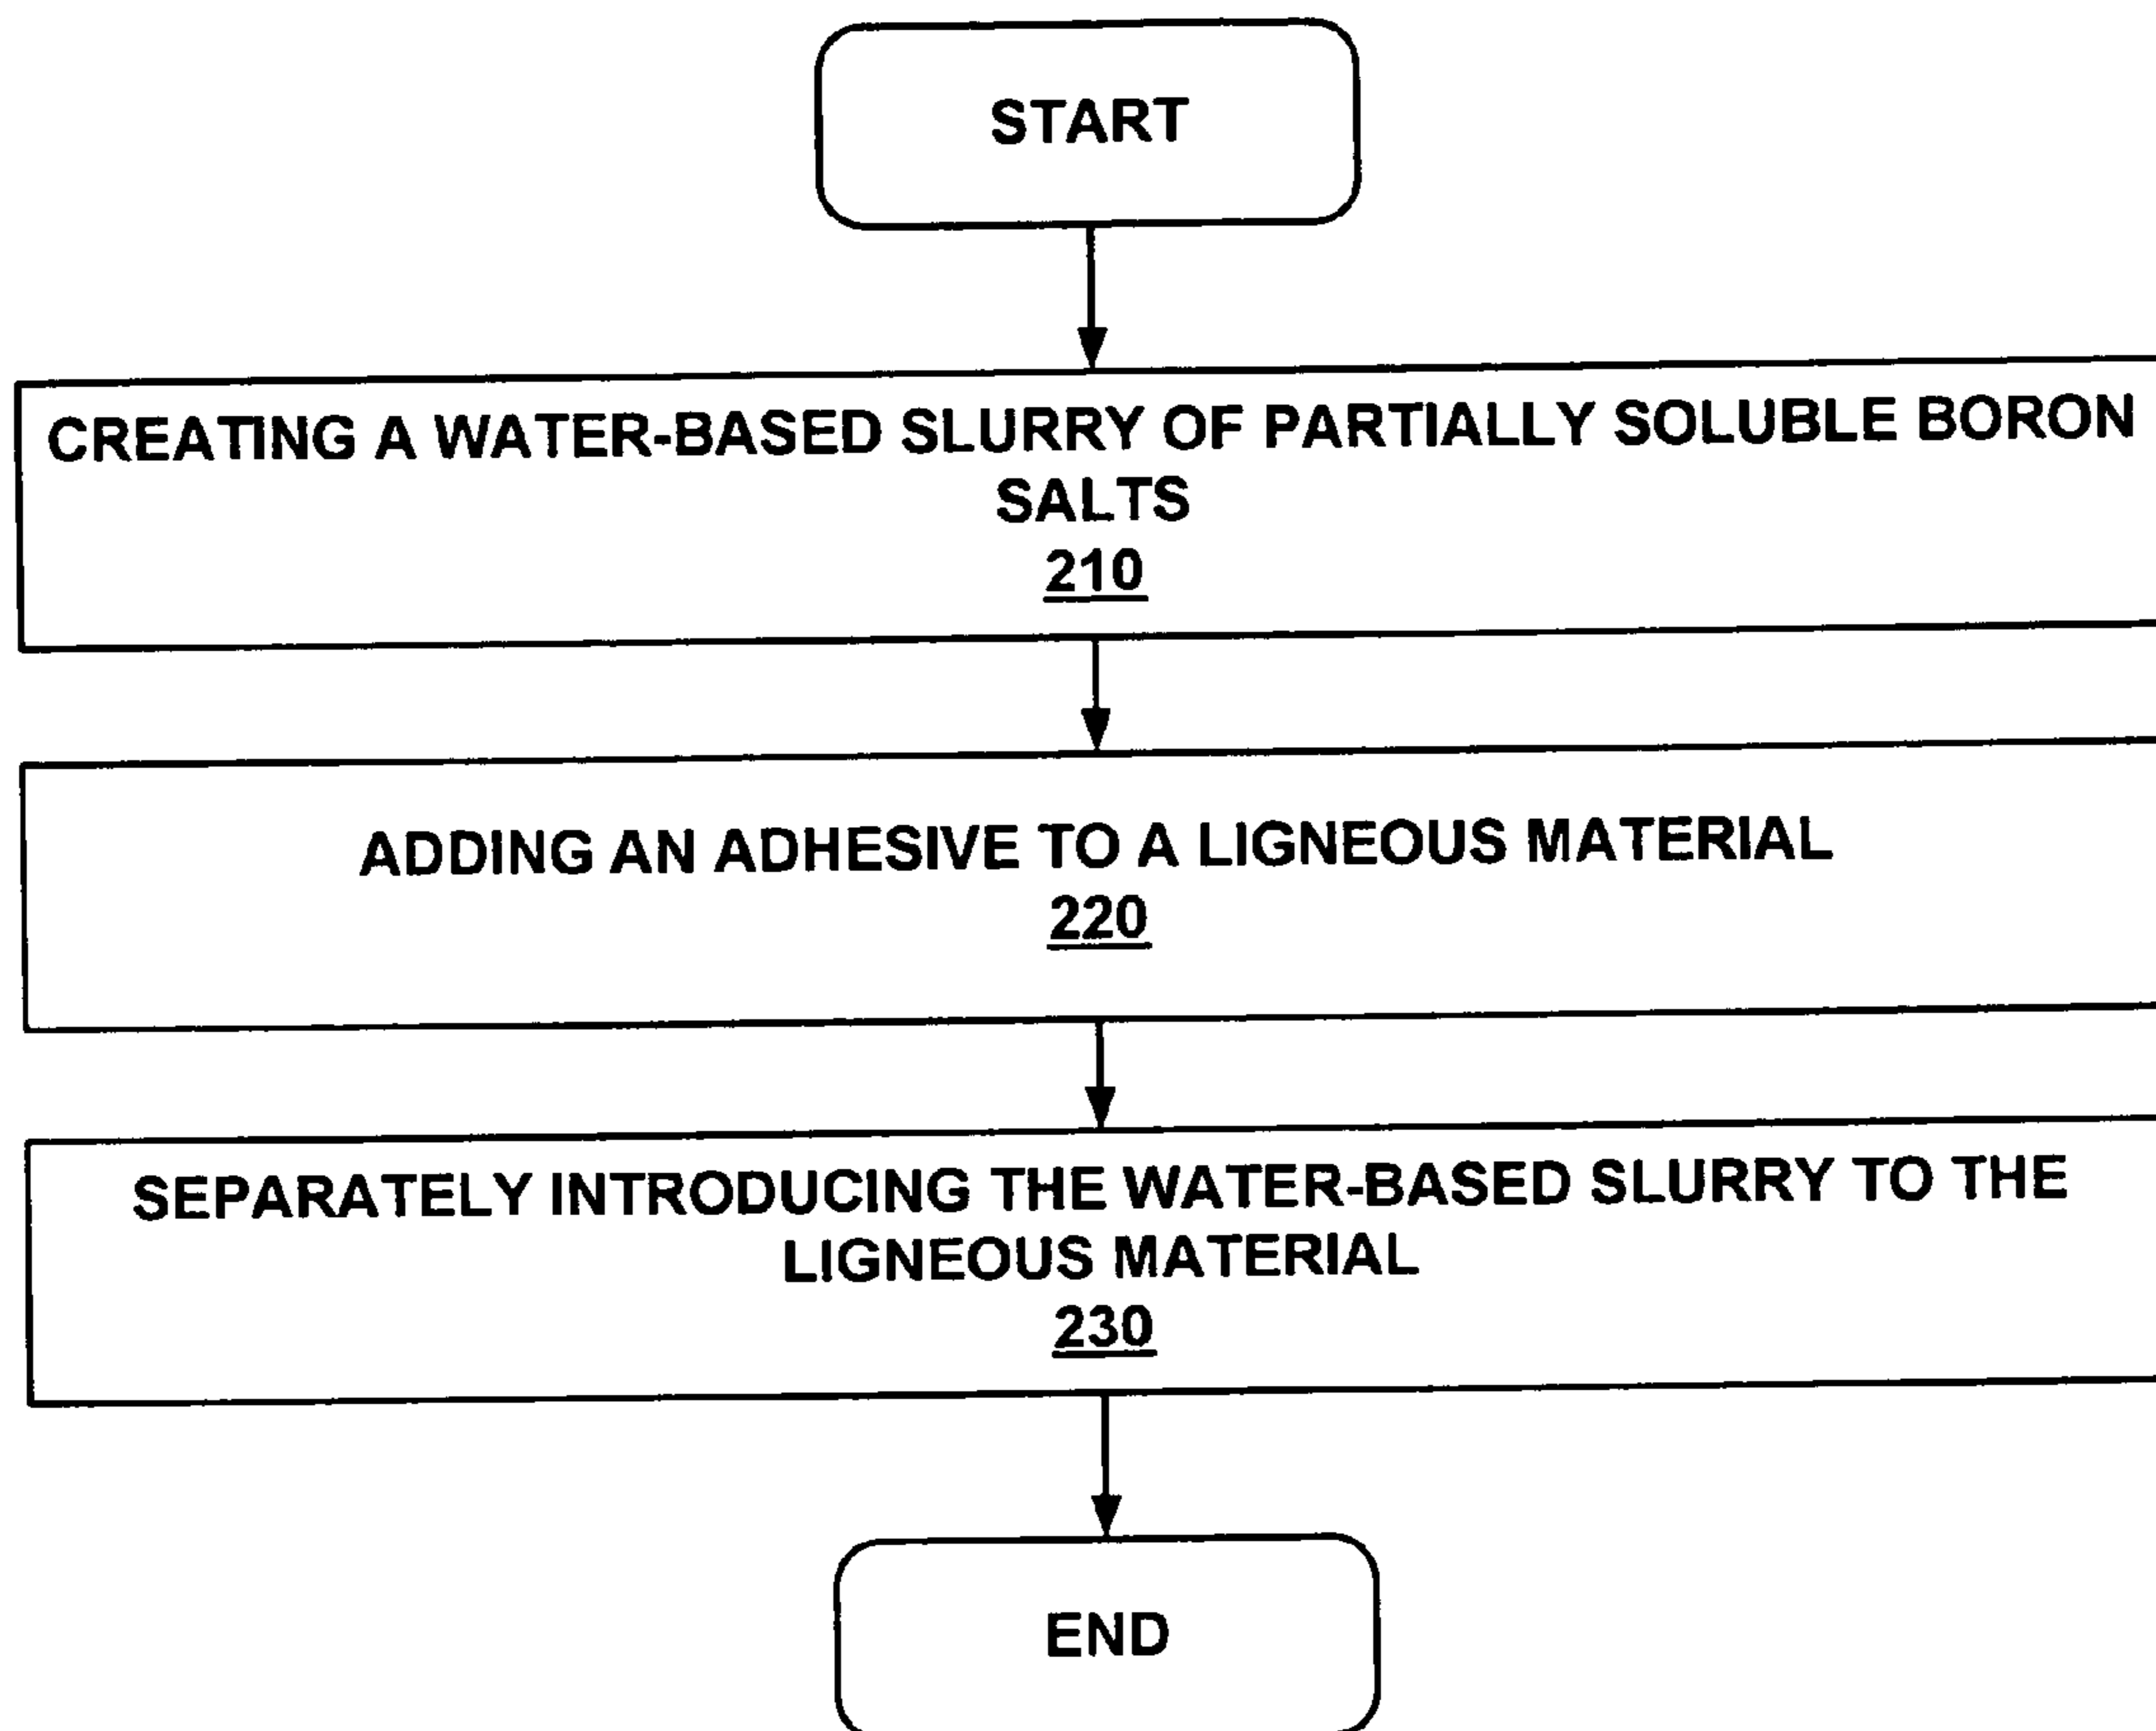 START
CREATING A WATER-BASED SLURRY OF PARTIALLY SOLUBLE BORON
SALTS
210
ADDING AN ADHESIVE TO A LIGNEOUS MATERIAL
220
SEPARATELY INTRODUCING THE WATER-BASED SLURRY TO THE
LIGNEOUS MATERIAL
230
END